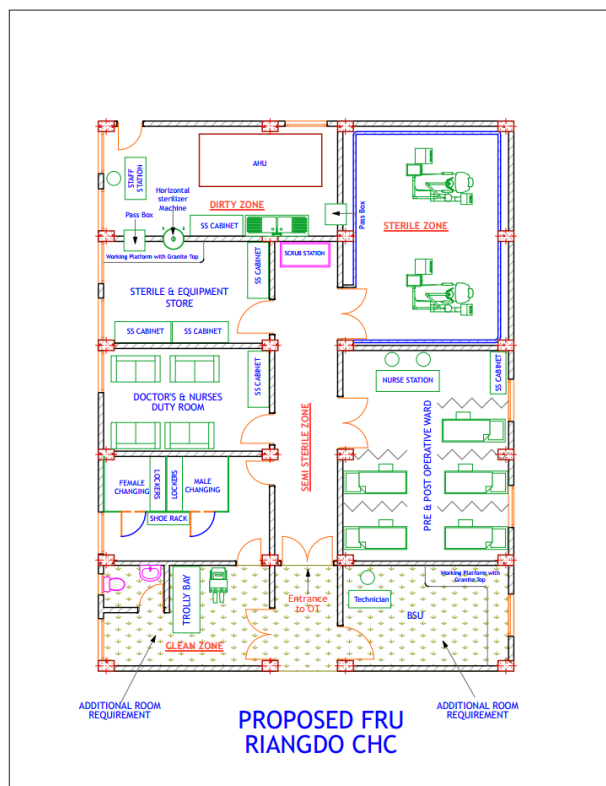 AHU
STAFF
STATION
Horizontal
sterilizer
Machine
DIRTY ZONE
Pass Box
SS CABINET
Pass Box
STERILE ZONE
Working Platform with Granite Top
SCRUB STATION
SS CABINET
STERILE & EQUIPMENT
STORE
SS CABINET
SS CABINET
NURSE STATION
SS CABINET
SS CABINET
DOCTOR'S & NURSES
DUTY ROOM
SEMI STERILE ZONE
PRE & POST OPERATIVE WARD
FEMALE
CHANGING
LOCKERS
LOCKERS
MALE
CHANGING
SHOE RACK
Working Platform with
Granite Top
TROLLY BAY
Entrance
to OT
Technician
BSU
CLEAN ZONE
ADDITIONAL ROOM
REQUIREMENT
ADDITIONAL ROOM
REQUIREMENT
PROPOSED FRU
RIANGDO CHC